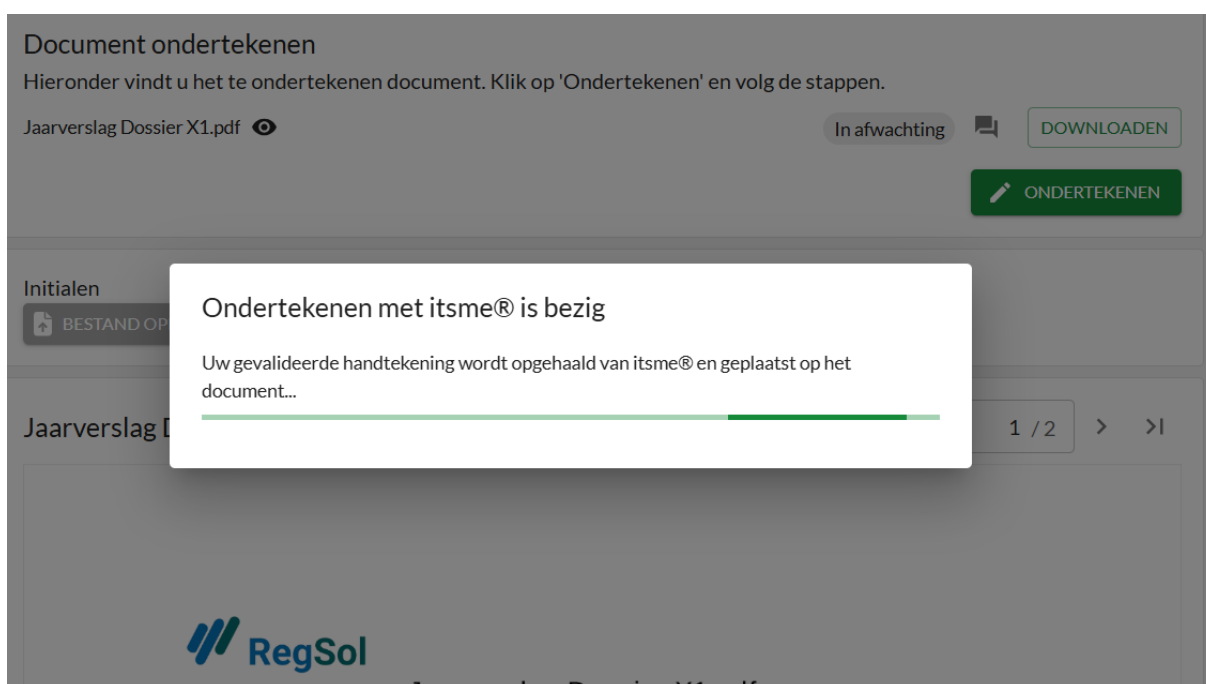 Document ondertekenen
Hieronder vindt u het te ondertekenen document. Klik op 'Ondertekenen' en volg de stappen.
Jaarverslag Dossier X1.pdf
In afwachting
DOWNLOADEN
ONDERTEKENEN
Initialen
BESTAND OP
Ondertekenen met itsme® is bezig
Uw gevalideerde handtekening wordt opgehaald van itsme® en geplaatst op het
document...
Jaarverslag
1 / 2
RegSol